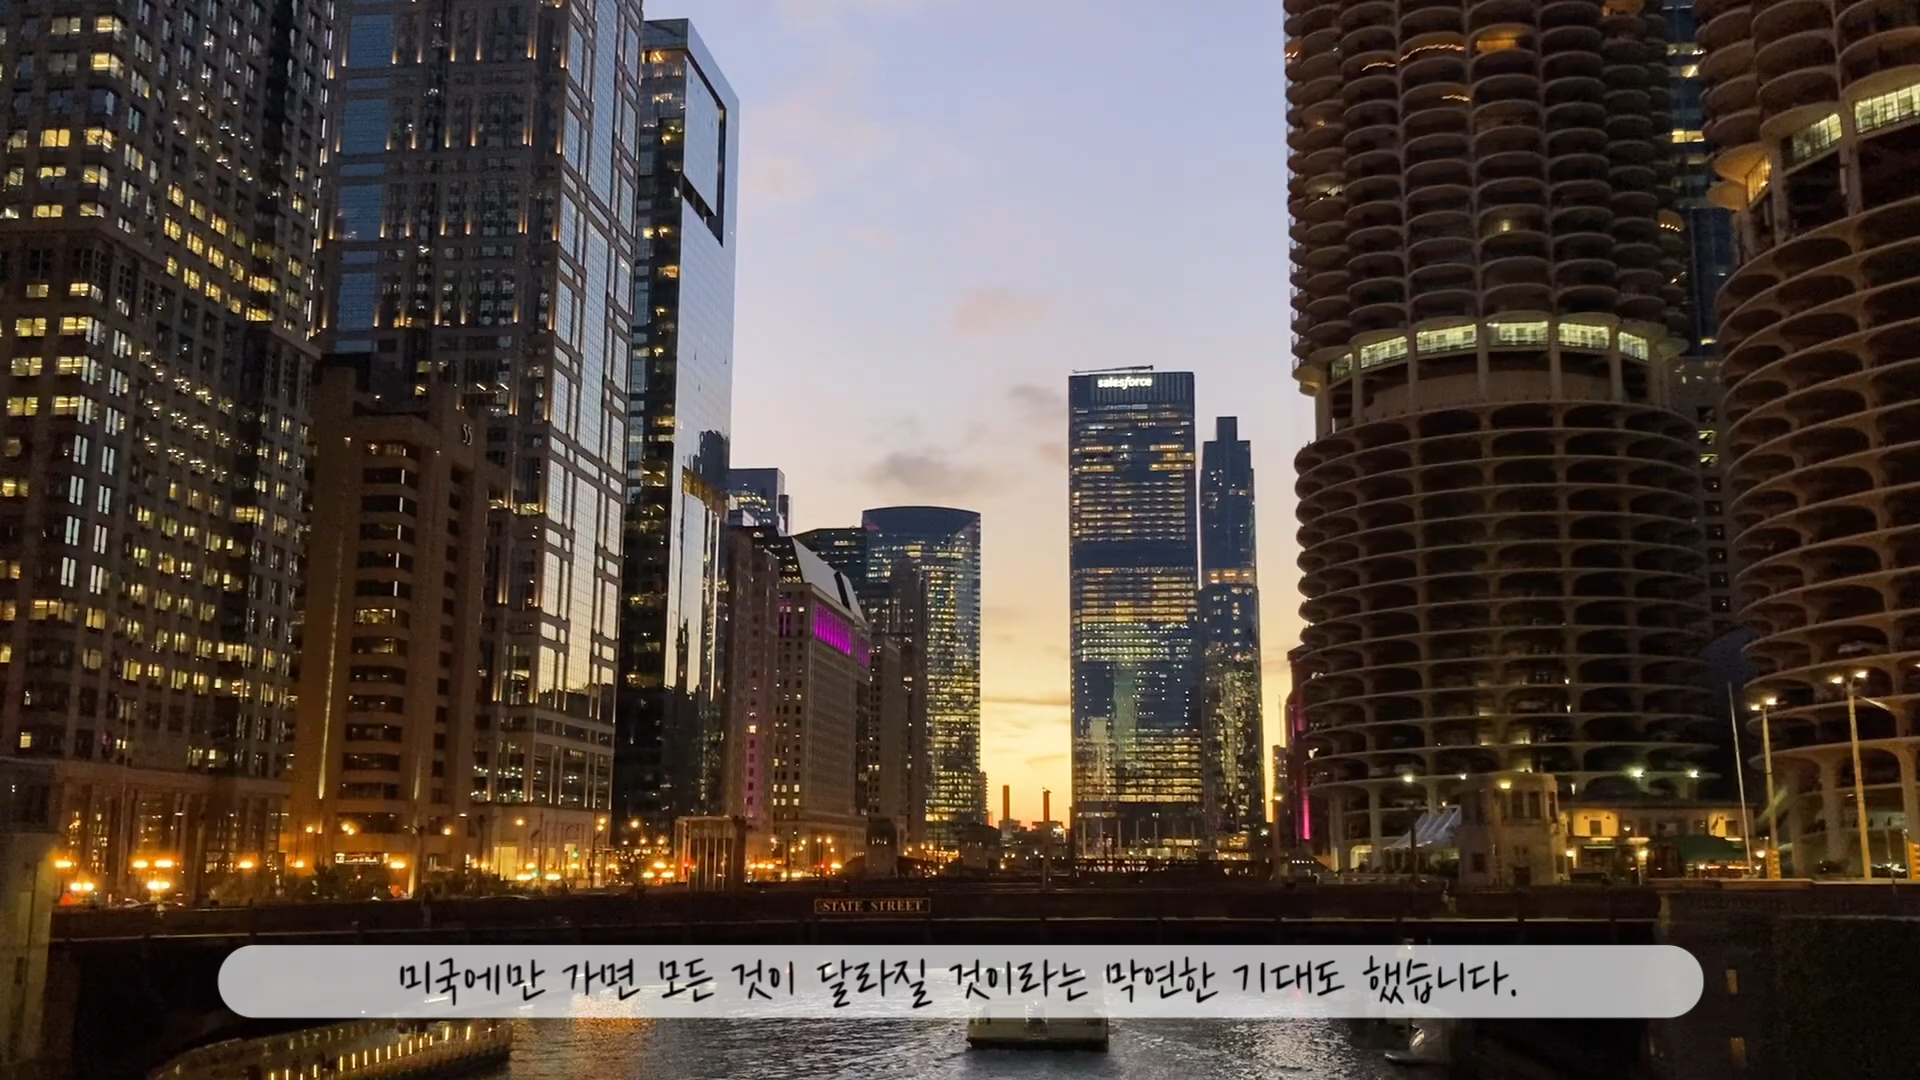 salesforce
55
STATE STREET
미국에만 가면 모든 것이 달라질 것이라는 막연한 기대도 했습니다.